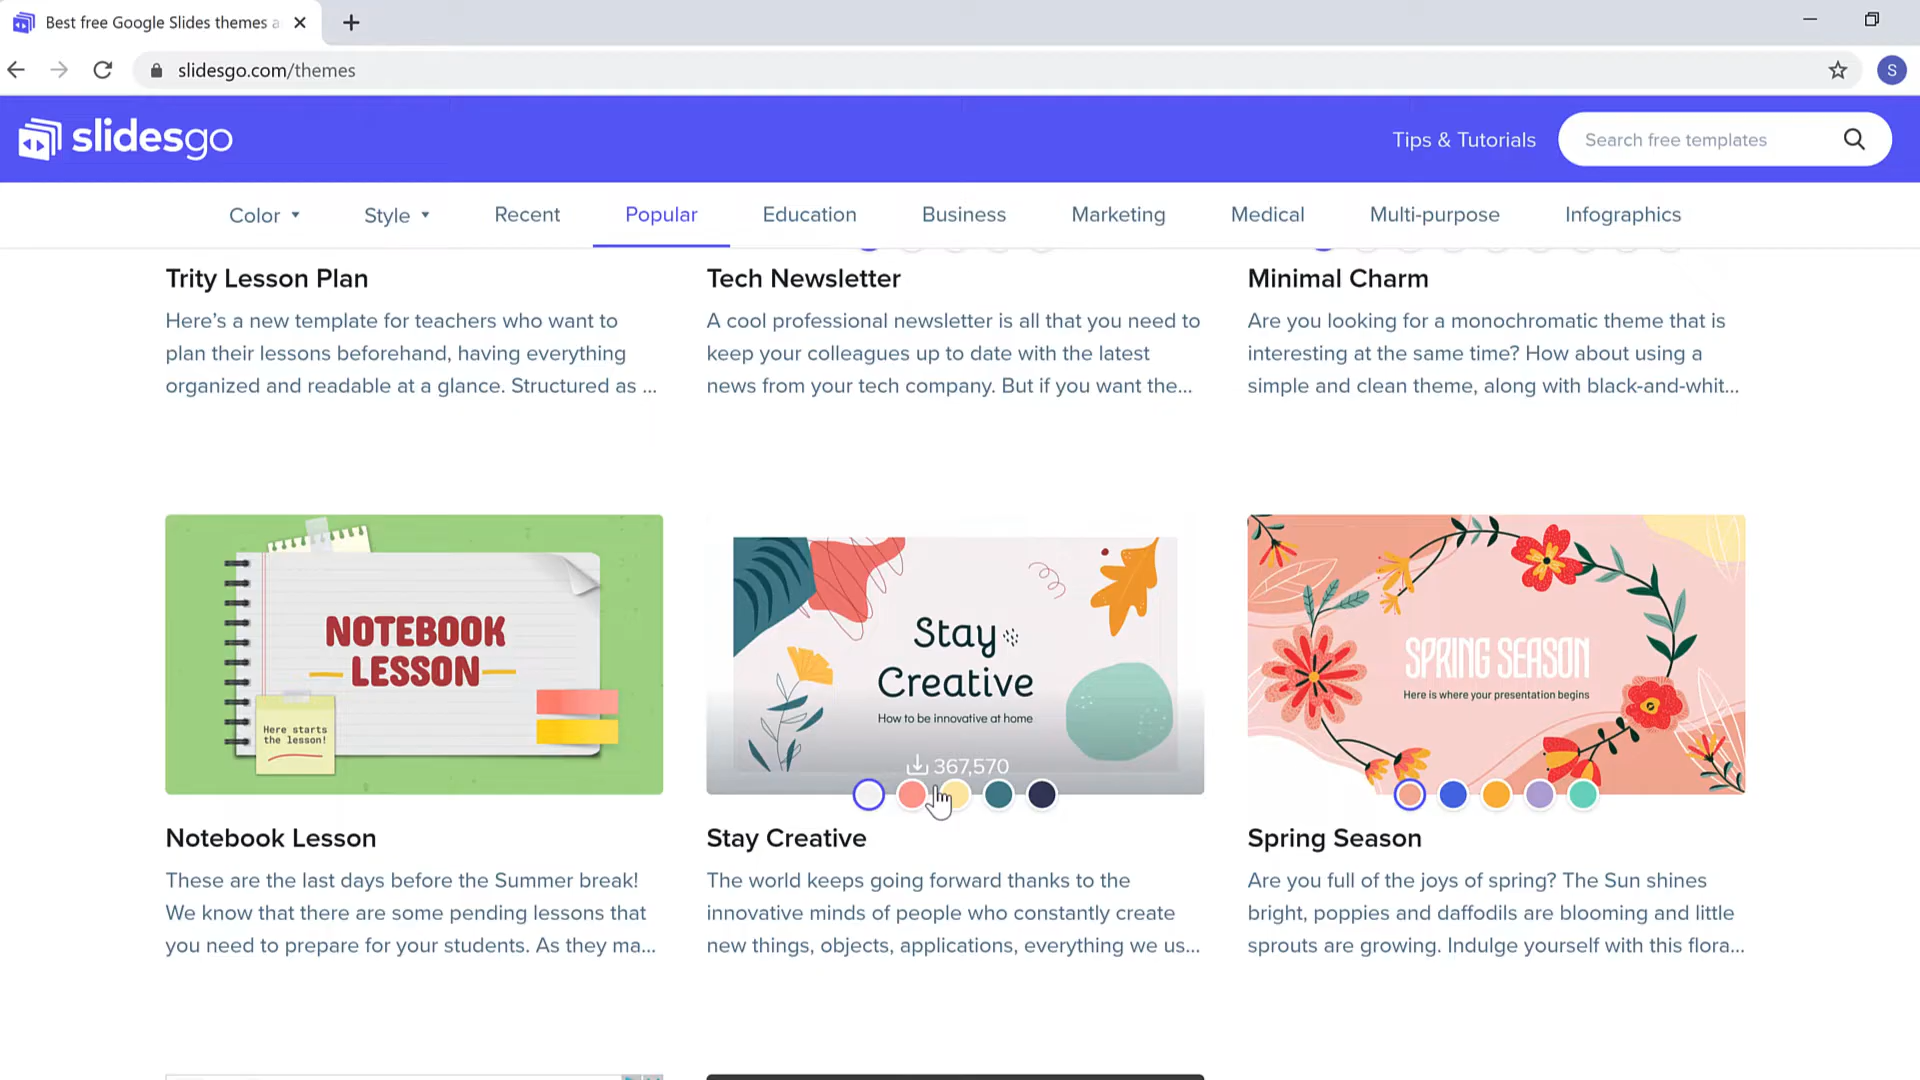 Best free Google Slides themes a
slidesgo.com/themes
S
slidesgo
Tips & Tutorials
Search free templates
Color
Style
Recent
Popular
Education
Business
Marketing
Medical
Multi-purpose
Infographics
Trity Lesson Plan
Here’s a new template for teachers who want to
plan their lessons beforehand, having everything
organized and readable at a glance. Structured as ...
Tech Newsletter
A cool professional newsletter is all that you need to
keep your colleagues up to date with the latest
news from your tech company. But if you want the...
Minimal Charm
Are you looking for a monochromatic theme that is
interesting at the same time? How about using a
simple and clean theme, along with black-and-whit...
NOTEBOOK
LESSON
Here starts
the lesson!
Notebook Lesson
These are the last days before the Summer break!
We know that there are some pending lessons that
you need to prepare for your students. As they ma...
Stay
Creative
How to be innovative at home
367,570
Stay Creative
The world keeps going forward thanks to the
innovative minds of people who constantly create
new things, objects, applications, everything we us...
SPRING SEASON
Here is where your presentation begins
Spring Season
Are you full of the joys of spring? The Sun shines
bright, poppies and daffodils are blooming and little
sprouts are growing. Indulge yourself with this flora...